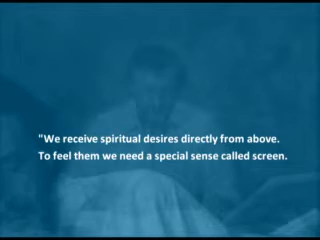 "We receive spiritual desires directly from above.
To feel them we need a special sense called screen.